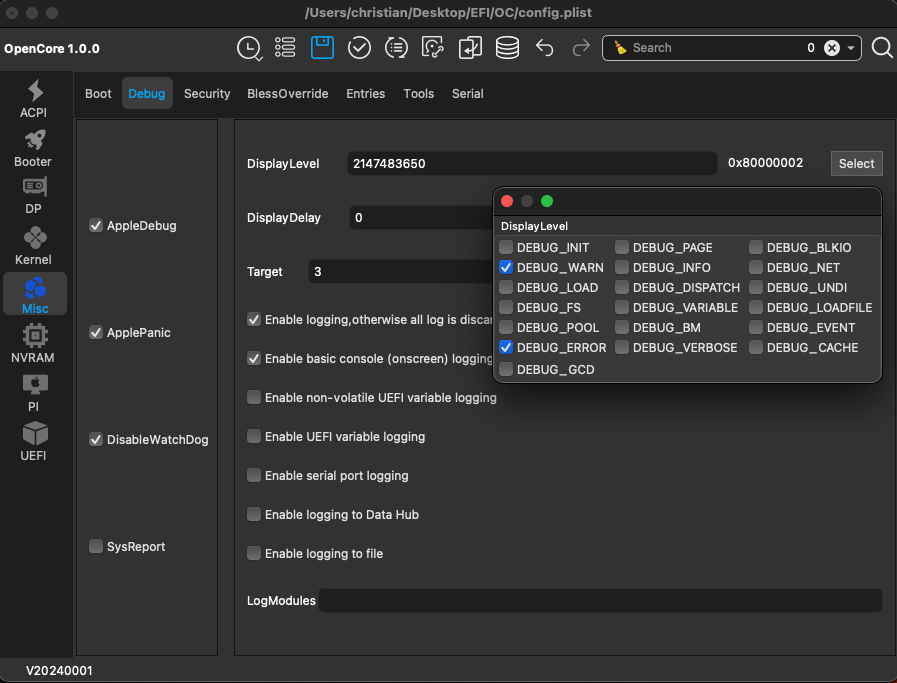 /Users/christian/Desktop/EFI/OC/config.plist
OpenCore 1.0.0
Search
0
ACPI
Booter
DP
Kernel
Misc
NVRAM
PI
UEFI
Boot
Debug
Security
BlessOverride
Entries
Tools
Serial
AppleDebug
ApplePanic
DisableWatchDog
SysReport
DisplayLevel
2147483650
0x80000002
Select
DisplayDelay
0
Target
3
Enable logging,otherwise all log is discar
Enable basic console (onscreen) logging
Enable non-volatile UEFI variable logging
Enable UEFI variable logging
Enable serial port logging
Enable logging to Data Hub
Enable logging to file
LogModules
DisplayLevel
DEBUG_INIT DEBUG_PAGE DEBUG_BLKIO
DEBUG_WARN DEBUG_INFO DEBUG_NET
DEBUG_LOAD DEBUG_DISPATCH DEBUG_UNDI
DEBUG_FS DEBUG_VARIABLE DEBUG_LOADFILE
DEBUG_POOL DEBUG_BM DEBUG_EVENT
DEBUG_ERROR DEBUG_VERBOSE DEBUG_CACHE
DEBUG_GCD
V20240001